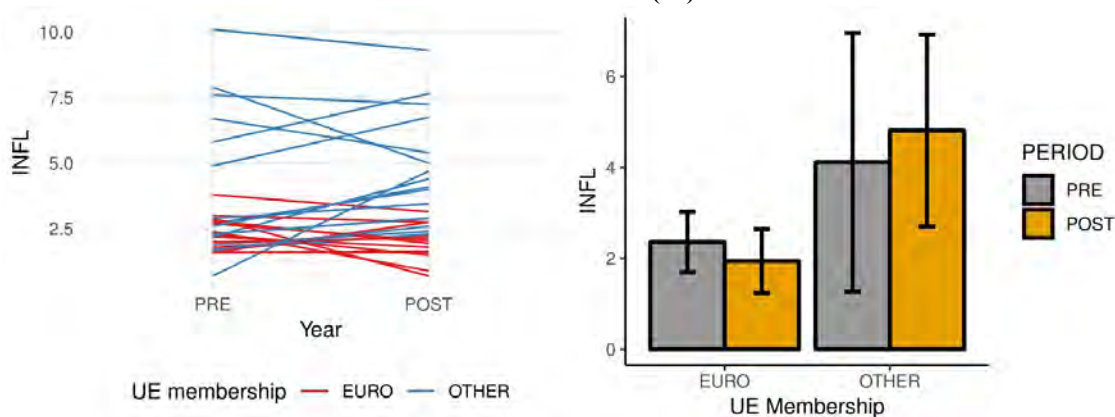 10.0
7.5
5.0
2.5
INFL
PRE
POST
Year
UE membership
EURO
OTHER
6
4
2
0
INFL
EURO
OTHER
UE Membership
PERIOD
PRE
POST